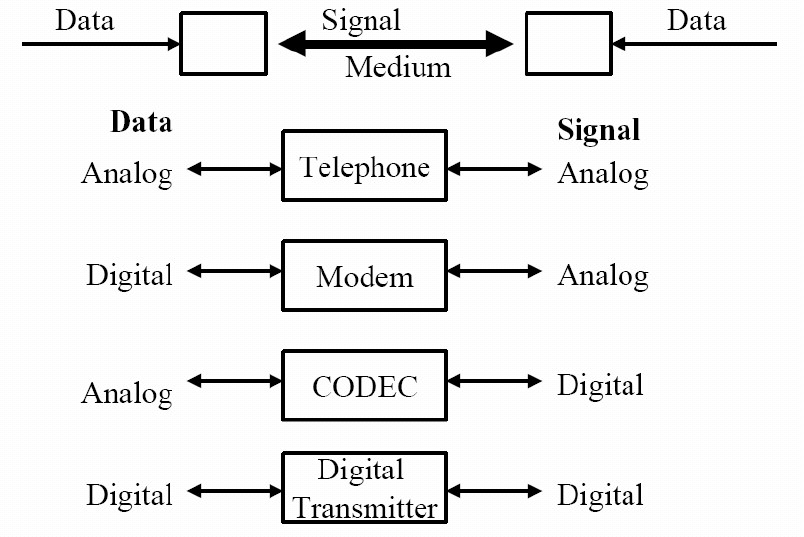 Data Signal Data
Medium
Data Signal
Analog Telephone Analog
Digital Modem Analog
Analog CODEC Digital
Digital Digital Transmitter Digital